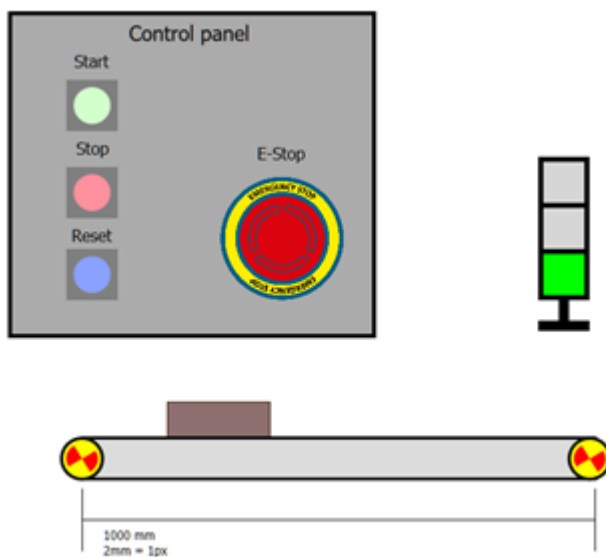 Control panel
Start
Stop
E-Stop
EMERGENCY STOP
EMERGENCY STOP
Reset
1000 mm
2mm = 1px